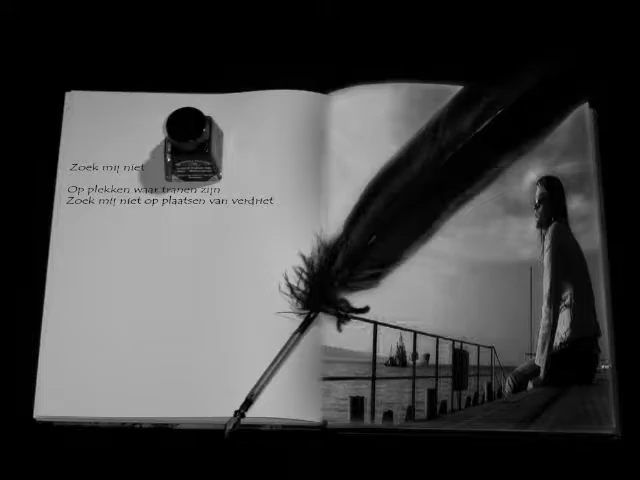 Zoek mij niet
Op plekken waar tranen zijn
Zoek mij niet op plaatsen van verdriet